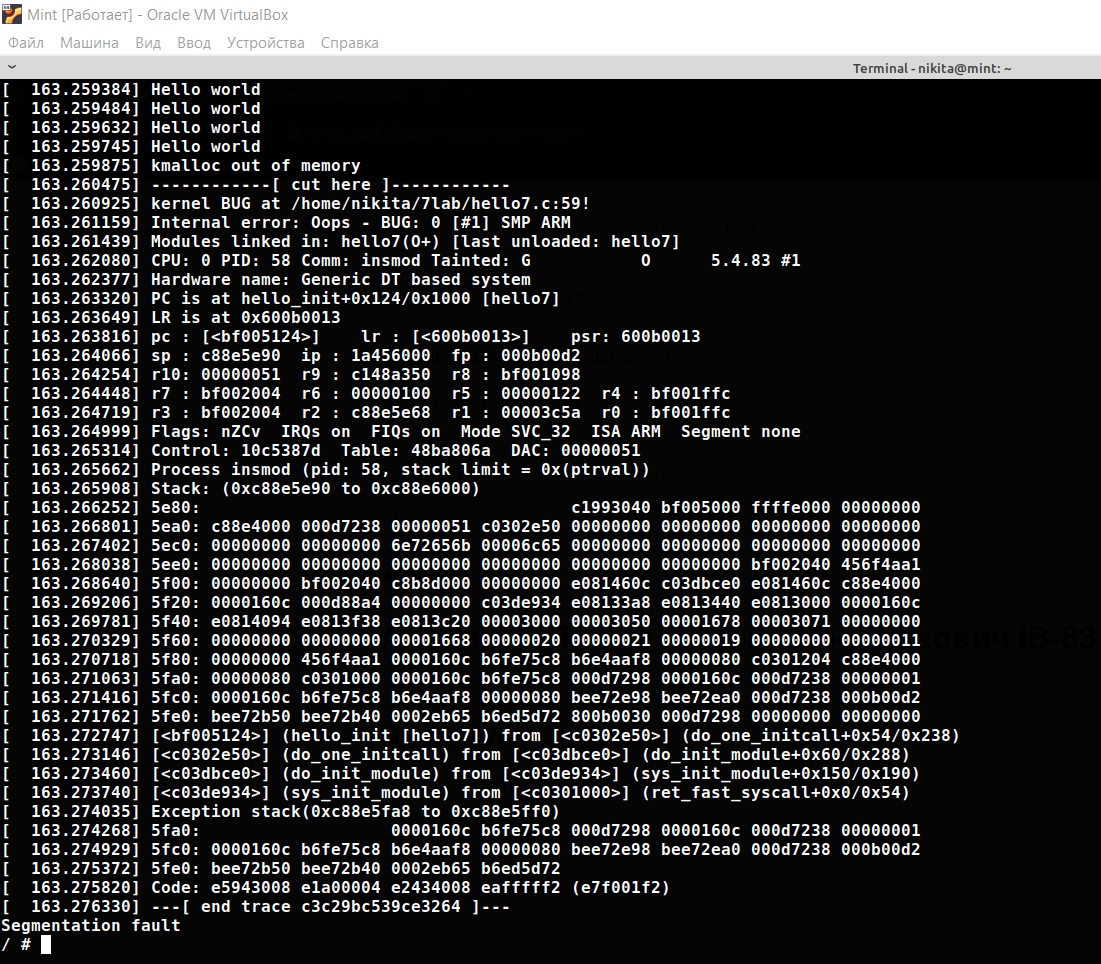 Mint [Работает] - Oracle VM VirtualBox
Файл Машина Вид Ввод Устройства Справка
Terminal - nikita@mint: ~
[  163.259384] Hello world
[  163.259484] Hello world
[  163.259632] Hello world
[  163.259745] Hello world
[  163.259875] kmalloc out of memory
[  163.260475] ------------[ cut here ]------------
[  163.260925] kernel BUG at /home/nikita/7lab/hello7.c:59!
[  163.261159] Internal error: Oops - BUG: 0 [#1] SMP ARM
[  163.261439] Modules linked in: hello7(O+) [last unloaded: hello7]
[  163.262080] CPU: 0 PID: 58 Comm: insmod Tainted: G           O      5.4.83 #1
[  163.262377] Hardware name: Generic DT based system
[  163.263320] PC is at hello_init+0x124/0x1000 [hello7]
[  163.263649] LR is at 0x600b0013
[  163.263816] pc : [<bf005124>]    lr : [<600b0013>]    psr: 600b0013
[  163.264066] sp : c88e5e90  ip : 1a456000  fp : 000b00d2
[  163.264254] r10: 00000051  r9 : c148a350  r8 : bf001098
[  163.264448] r7 : bf002004  r6 : 00000100  r5 : 00000122  r4 : bf001ffc
[  163.264719] r3 : bf002004  r2 : c88e5e68  r1 : 00003c5a  r0 : bf001ffc
[  163.264999] Flags: nZCv  IRQs on  FIQs on  Mode SVC_32  ISA ARM  Segment none
[  163.265314] Control: 10c5387d  Table: 48ba806a  DAC: 00000051
[  163.265662] Process insmod (pid: 58, stack limit = 0x(ptrval))
[  163.265908] Stack: (0xc88e5e90 to 0xc88e6000)
[  163.266252] 5e80:                                     c1993040 bf005000 ffffe000 00000000
[  163.266801] 5ea0: c88e4000 000d7238 00000051 c0302e50 00000000 00000000 00000000 00000000
[  163.267402] 5ec0: 00000000 00000000 6e72656b 00006c65 00000000 00000000 00000000 00000000
[  163.268038] 5ee0: 00000000 00000000 00000000 00000000 00000000 00000000 bf002040 456f4aa1
[  163.268640] 5f00: 00000000 bf002040 c8b8d000 00000000 e081460c c03dbce0 e081460c c88e4000
[  163.269206] 5f20: 0000160c 000d88a4 00000000 c03de934 e08133a8 e0813440 e0813000 0000160c
[  163.269781] 5f40: e0814094 e0813f38 e0813c20 00003000 00003050 00001678 00003071 00000000
[  163.270329] 5f60: 00000000 00000000 00001668 00000020 00000021 00000019 00000000 00000011
[  163.270718] 5f80: 00000000 456f4aa1 0000160c b6fe75c8 b6e4aaf8 00000080 c0301204 c88e4000
[  163.271063] 5fa0: 00000080 c0301000 0000160c b6fe75c8 000d7298 0000160c 000d7238 00000001
[  163.271416] 5fc0: 0000160c b6fe75c8 b6e4aaf8 00000080 bee72e98 bee72ea0 000d7238 000b00d2
[  163.271762] 5fe0: bee72b50 bee72b40 0002eb65 b6ed5d72 800b0030 000d7298 00000000 00000000
[  163.272747] [<bf005124>] (hello_init [hello7]) from [<c0302e50>] (do_one_initcall+0x54/0x238)
[  163.273146] [<c0302e50>] (do_one_initcall) from [<c03dbce0>] (do_init_module+0x60/0x288)
[  163.273460] [<c03dbce0>] (do_init_module) from [<c03de934>] (sys_init_module+0x150/0x190)
[  163.273740] [<c03de934>] (sys_init_module) from [<c0301000>] (ret_fast_syscall+0x0/0x54)
[  163.274035] Exception stack(0xc88e5fa8 to 0xc88e5ff0)
[  163.274268] 5fa0:                   0000160c b6fe75c8 000d7298 0000160c 000d7238 00000001
[  163.274929] 5fc0: 0000160c b6fe75c8 b6e4aaf8 00000080 bee72e98 bee72ea0 000d7238 000b00d2
[  163.275372] 5fe0: bee72b50 bee72b40 0002eb65 b6ed5d72
[  163.275820] Code: e5943008 e1a00004 e2434008 eafffff2 (e7f001f2)
[  163.276330] ---[ end trace c3c29bc539ce3264 ]---
Segmentation fault
/ #